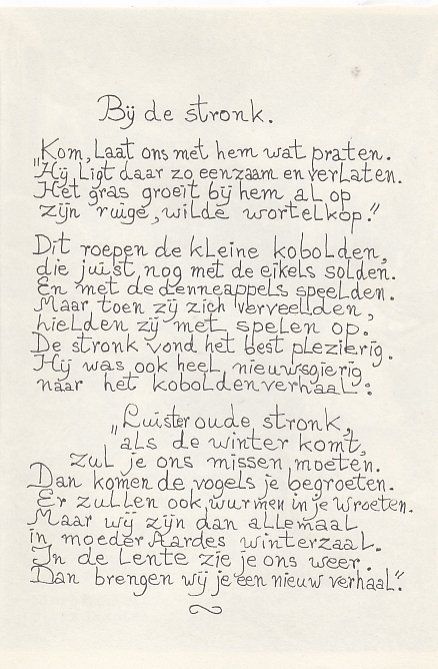 Bij de stronk.
„Kom, laat ons met hem wat praten.
Hij ligt daar zo eenzaam en verlaten.
Het gras groeit bij hem al op
zijn ruige, wilde wortelkop.”
Dit roepen de kleine kobolden,
die juist nog met de eikels solden.
En met de denneappels speelden.
Maar toen zij zich verveelden,
hielden zij met spelen op.
De stronk vond het best plezierig.
Hij was ook heel nieuwsgierig
naar het koboldenverhaal:
„Luister oude stronk,
als de winter komt,
zul je ons missen moeten.
Dan komen de vogels je begroeten.
Er zullen ook wurmen in je wroeten.
Maar wij zijn dan allemaal
in moeder Aardes winterzaal.
In de lente zie je ons weer.
Dan brengen wij je een nieuw verhaal.”